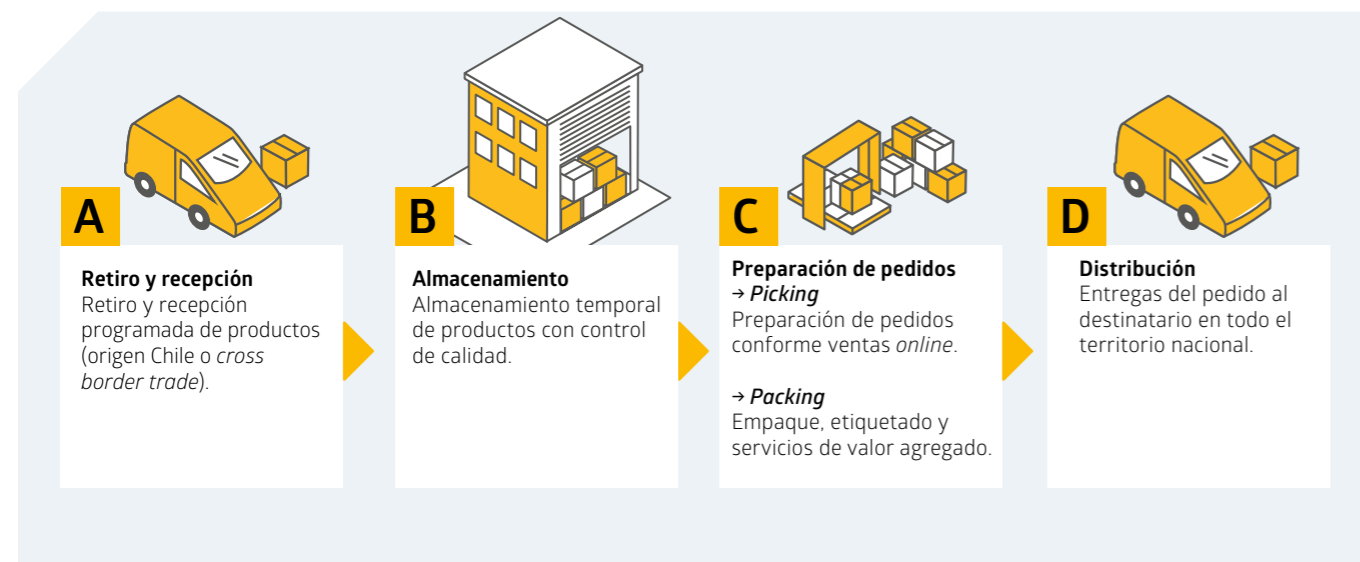 A
Retiro y recepción
Retiro y recepción
programada de productos
(origen Chile o cross
border trade).
B
Almacenamiento
Almacenamiento temporal
de productos con control
de calidad.
C
Preparación de pedidos
→ Picking
Preparación de pedidos
conforme ventas online.
→ Packing
Empaque, etiquetado y
servicios de valor agregado.
D
Distribución
Entregas del pedido al
destinatario en todo el
territorio nacional.